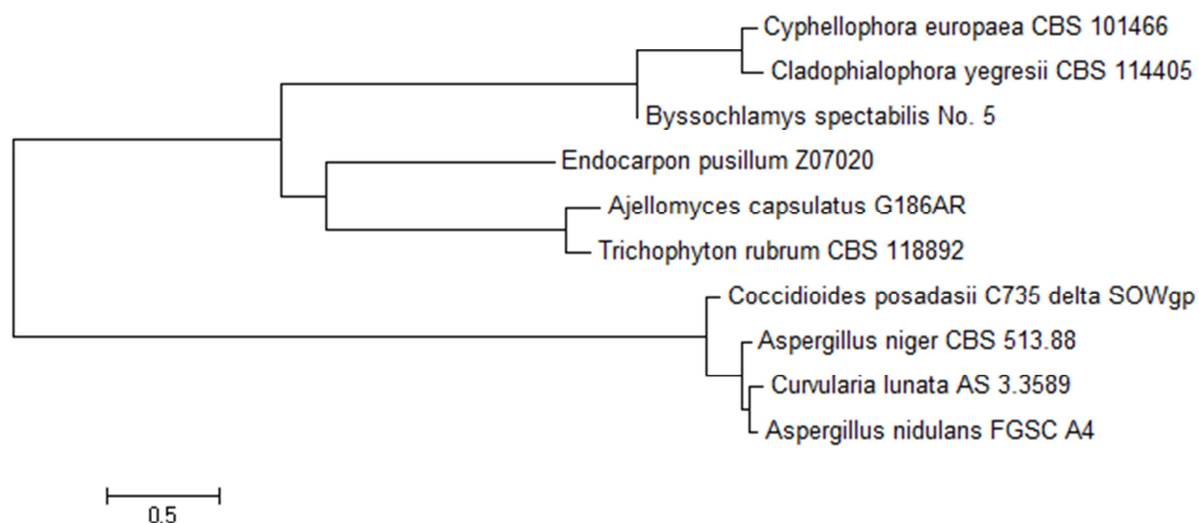 Cyphellophora europaea CBS 101466
Cladophialophora yegresii CBS 114405
Byssochlamys spectabilis No. 5
Endocarpon pusillum Z07020
Ajellomyces capsulatus G186AR
Trichophyton rubrum CBS 118892
Coccidioides posadasii C735 delta SOWgp
Aspergillus niger CBS 513.88
Curvularia lunata AS 3.3589
Aspergillus nidulans FGSC A4
0.5